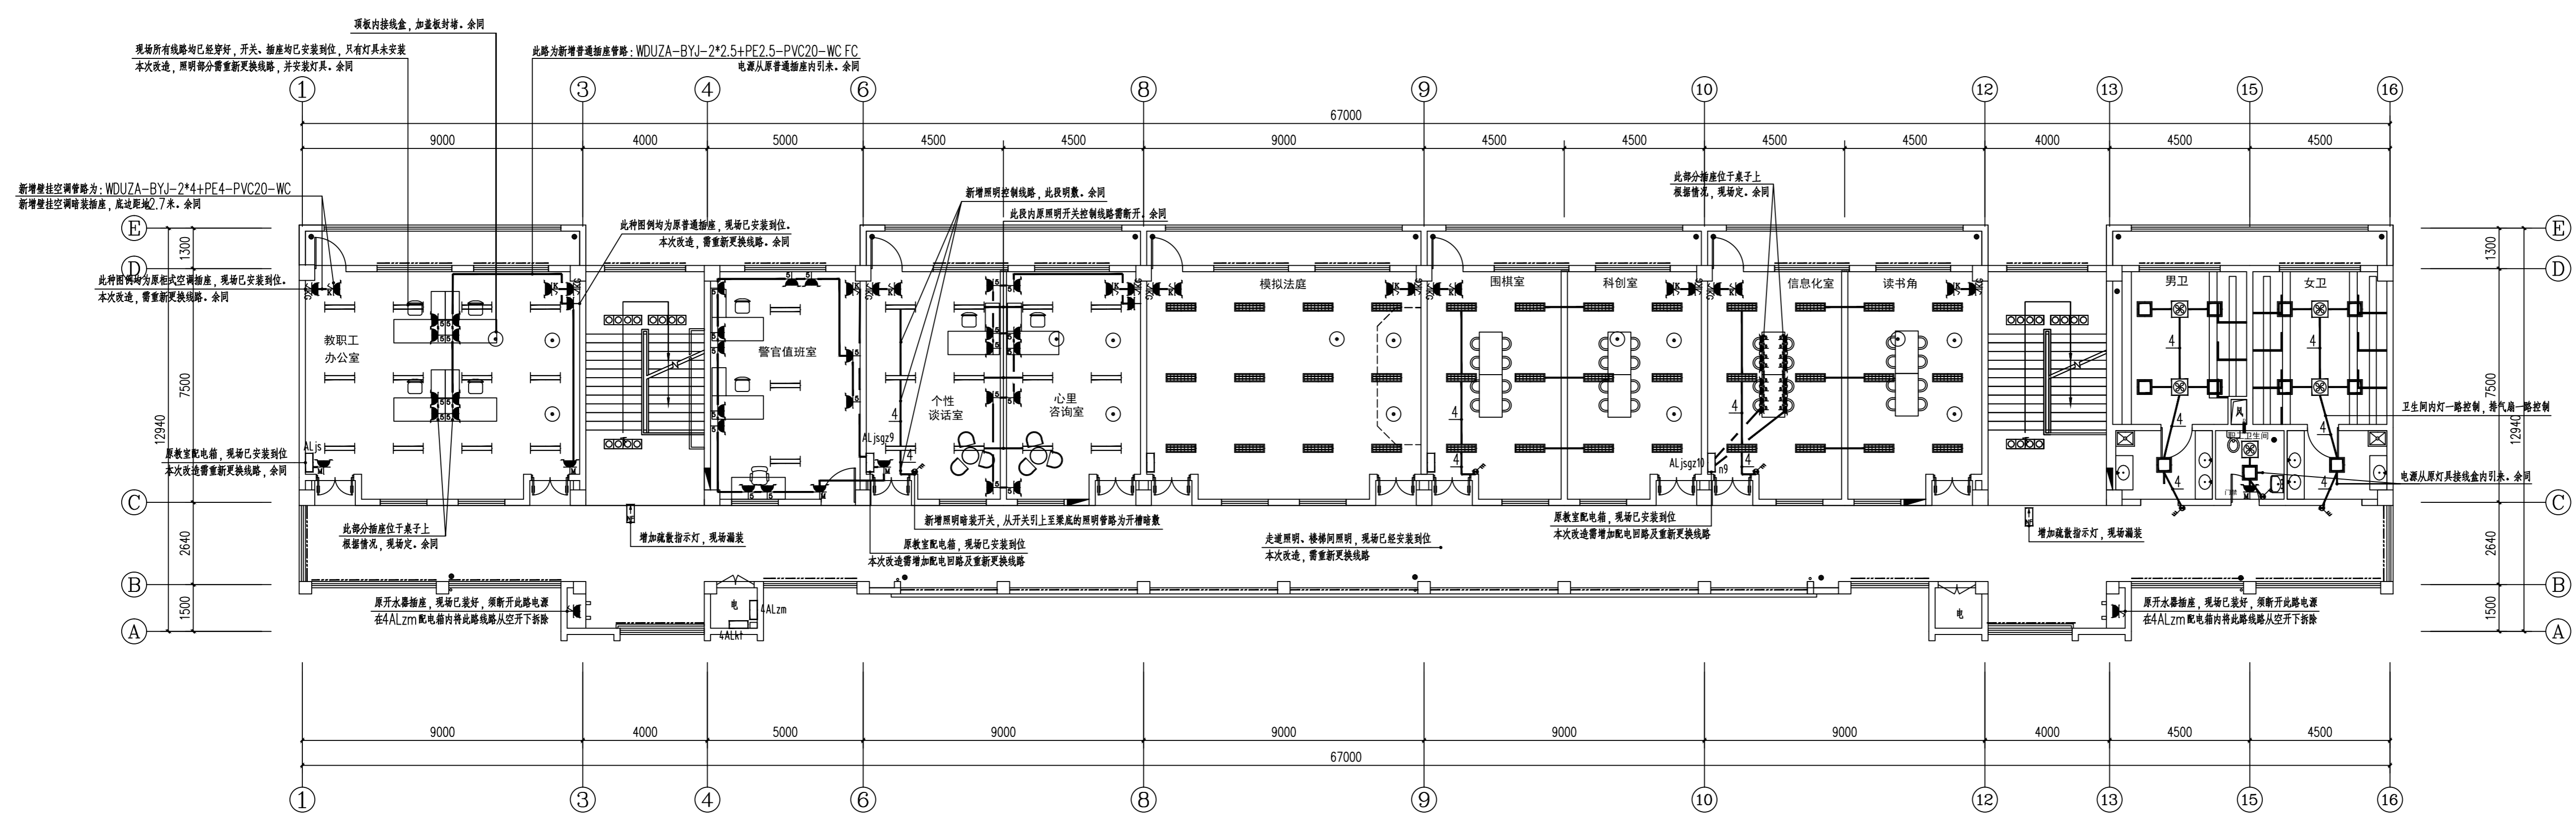 顶板内接线盒，加盖板封堵。余同
现场所有线路均已经穿好，开关、插座均已安装到位，只有灯具未安装
本次改造，照明部分需重新更换线路，并安装灯具。余同
此路为新增普通插座管路：WDUZA-BYJ-2*2.5+PE2.5-PVC20-WC FC
电源从原普通插座内引来。余同
1 3 4 6 8 9 10 12 13 15 16
67000
9000 4000 5000 4500 4500 9000 4500 4500 4500 4500 4000 4500 4500
新增壁挂空调管路为：WDUZA-BYJ-2*4+PE4-PVC20-WC
新增壁挂空调暗装插座，底边距地2.7米。余同
新增照明控制线路，此段明敷。余同
此段内原照明开关控制线路需断开。余同
此部分插座位于桌子上
根据情况，现场定。余同
此种图例均为原普通插座，现场已安装到位。
本次改造，需重新更换线路。余同
此种图例均为原柜式空调插座，现场已安装到位。
本次改造，需重新更换线路。余同
E E
1300 1300
D D
教职工
办公室
警官值班室
个性
谈话室
心里
咨询室
模拟法庭
围棋室
科创室
信息化室
读书角
男卫
女卫
12940 7500 7500 12940
4 4 4 4 4 4 4 4 4 4
卫生间内灯一路控制，排气扇一路控制
风
职工卫生间
ALjs
ALjsgz9
ALjsgz10
n9
原教室配电箱，现场已安装到位
本次改造需重新更换线路，余同
电源从原灯具接线盒内引来。余同
C C
此部分插座位于桌子上
根据情况，现场定。余同
增加疏散指示灯，现场漏装
新增照明暗装开关，从开关引上至梁底的照明管路为开槽暗敷
原教室配电箱，现场已安装到位
本次改造需增加配电回路及重新更换线路
走道照明、楼梯间照明，现场已经安装到位
本次改造，需重新更换线路
原教室配电箱，现场已安装到位
本次改造需增加配电回路及重新更换线路
增加疏散指示灯，现场漏装
2640 2640
B B
原开水器插座，现场已装好，须断开此路电源
在4ALzm配电箱内将此路线路从空开下拆除
电
4ALzm
4ALkt
电
原开水器插座，现场已装好，须断开此路电源
在4ALzm配电箱内将此路线路从空开下拆除
1500 1500
A A
9000 4000 5000 9000 9000 9000 9000 4000 4500 4500
67000
1 3 4 6 8 9 10 12 13 15 16